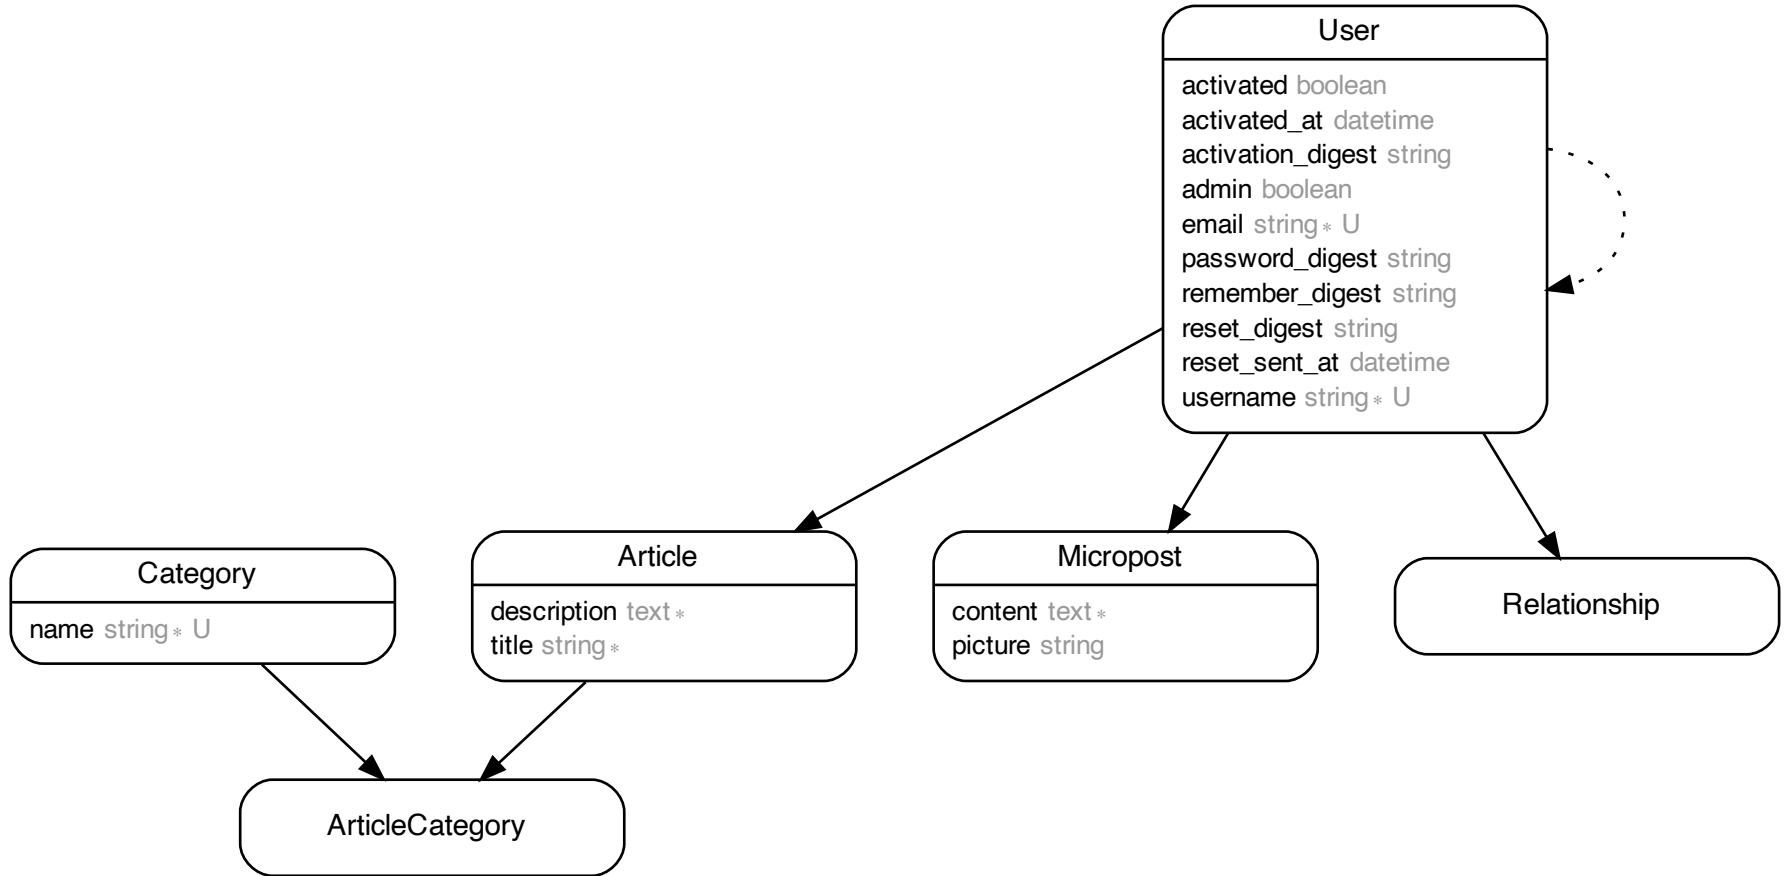 User
activated boolean
activated_at datetime
activation_digest string
admin boolean
email string* U
password_digest string
remember_digest string
reset_digest string
reset_sent_at datetime
username string* U
Category
name string* U
Article
description text*
title string*
Micropost
content text*
picture string
Relationship
ArticleCategory